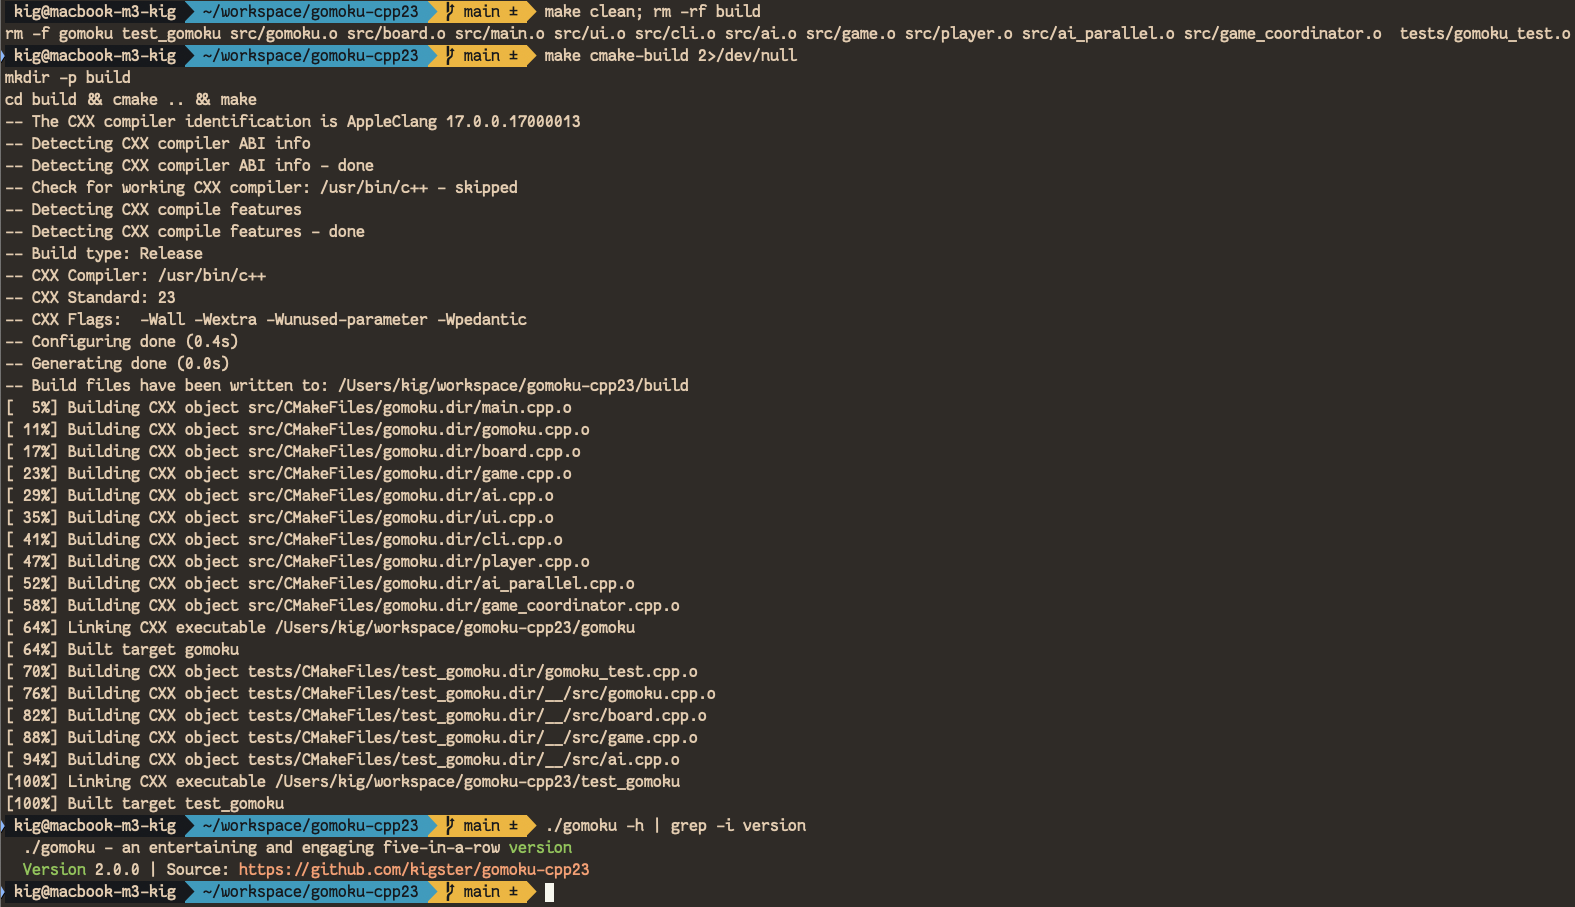 kig@macbook-m3-kig ~/workspace/gomoku-cpp23 main ± make clean; rm -rf build
rm -f gomoku test_gomoku src/gomoku.o src/board.o src/main.o src/ui.o src/cli.o src/ai.o src/game.o src/player.o src/ai_parallel.o src/game_coordinator.o  tests/gomoku_test.o
kig@macbook-m3-kig ~/workspace/gomoku-cpp23 main ± make cmake-build 2>/dev/null
mkdir -p build
cd build && cmake .. && make
-- The CXX compiler identification is AppleClang 17.0.0.17000013
-- Detecting CXX compiler ABI info
-- Detecting CXX compiler ABI info - done
-- Check for working CXX compiler: /usr/bin/c++ - skipped
-- Detecting CXX compile features
-- Detecting CXX compile features - done
-- Build type: Release
-- CXX Compiler: /usr/bin/c++
-- CXX Standard: 23
-- CXX Flags:  -Wall -Wextra -Wunused-parameter -Wpedantic
-- Configuring done (0.4s)
-- Generating done (0.0s)
-- Build files have been written to: /Users/kig/workspace/gomoku-cpp23/build
[  5%] Building CXX object src/CMakeFiles/gomoku.dir/main.cpp.o
[ 11%] Building CXX object src/CMakeFiles/gomoku.dir/gomoku.cpp.o
[ 17%] Building CXX object src/CMakeFiles/gomoku.dir/board.cpp.o
[ 23%] Building CXX object src/CMakeFiles/gomoku.dir/game.cpp.o
[ 29%] Building CXX object src/CMakeFiles/gomoku.dir/ai.cpp.o
[ 35%] Building CXX object src/CMakeFiles/gomoku.dir/ui.cpp.o
[ 41%] Building CXX object src/CMakeFiles/gomoku.dir/cli.cpp.o
[ 47%] Building CXX object src/CMakeFiles/gomoku.dir/player.cpp.o
[ 52%] Building CXX object src/CMakeFiles/gomoku.dir/ai_parallel.cpp.o
[ 58%] Building CXX object src/CMakeFiles/gomoku.dir/game_coordinator.cpp.o
[ 64%] Linking CXX executable /Users/kig/workspace/gomoku-cpp23/gomoku
[ 64%] Built target gomoku
[ 70%] Building CXX object tests/CMakeFiles/test_gomoku.dir/gomoku_test.cpp.o
[ 76%] Building CXX object tests/CMakeFiles/test_gomoku.dir/__/src/gomoku.cpp.o
[ 82%] Building CXX object tests/CMakeFiles/test_gomoku.dir/__/src/board.cpp.o
[ 88%] Building CXX object tests/CMakeFiles/test_gomoku.dir/__/src/game.cpp.o
[ 94%] Building CXX object tests/CMakeFiles/test_gomoku.dir/__/src/ai.cpp.o
[100%] Linking CXX executable /Users/kig/workspace/gomoku-cpp23/test_gomoku
[100%] Built target test_gomoku
kig@macbook-m3-kig ~/workspace/gomoku-cpp23 main ± ./gomoku -h | grep -i version
./gomoku - an entertaining and engaging five-in-a-row version
Version 2.0.0 | Source: https://github.com/kigster/gomoku-cpp23
kig@macbook-m3-kig ~/workspace/gomoku-cpp23 main ±